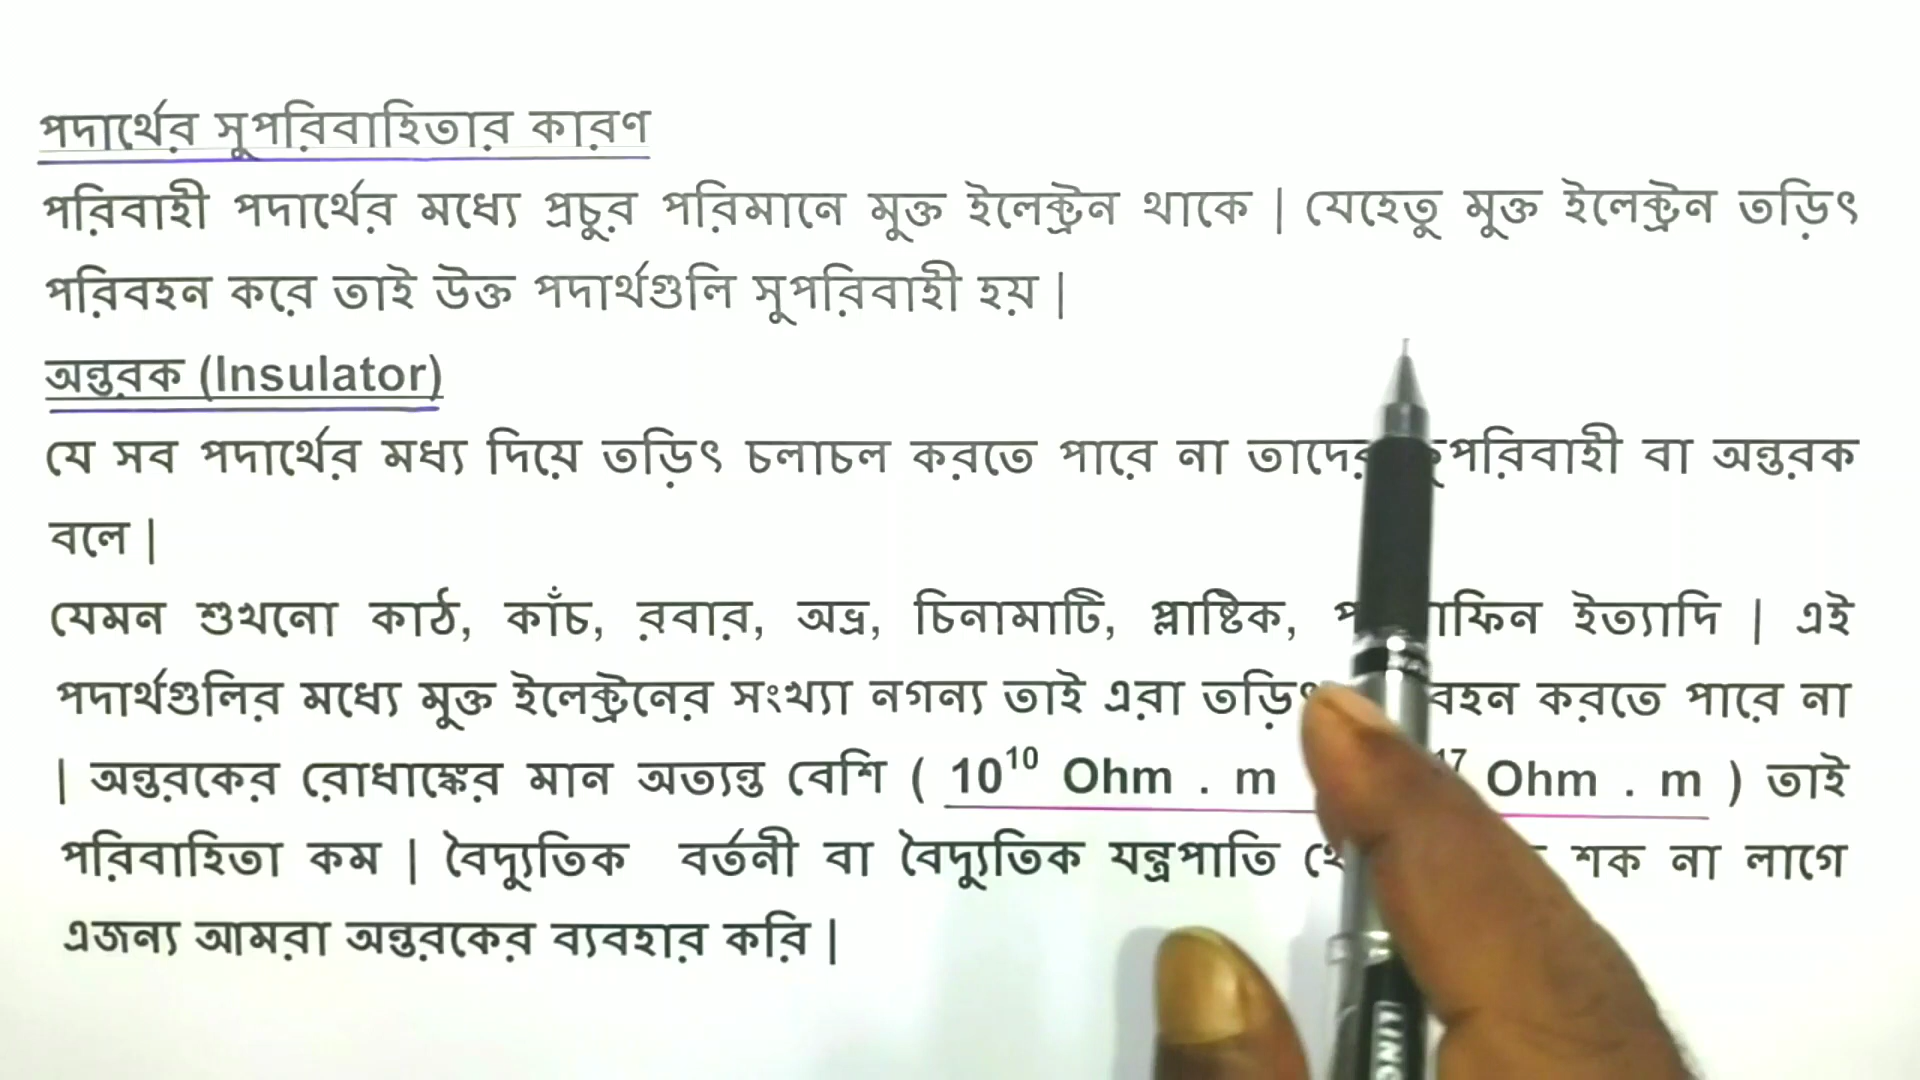 পদার্থের সুপরিবাহিতার কারণ
পরিবাহী পদার্থের মধ্যে প্রচুর পরিমানে মুক্ত ইলেক্ট্রন থাকে | যেহেতু মুক্ত ইলেক্ট্রন তড়িৎ
পরিবহন করে তাই উক্ত পদার্থগুলি সুপরিবাহী হয় |
অন্তরক (Insulator)
যে সব পদার্থের মধ্য দিয়ে তড়িৎ চলাচল করতে পারে না তাদের কুপরিবাহী বা অন্তরক
বলে |
যেমন শুখনো কাঠ, কাঁচ, রবার, অভ্র, চিনামাটি, প্লাষ্টিক, ইত্যাদি | এই
পদার্থগুলির মধ্যে মুক্ত ইলেক্ট্রনের সংখ্যা নগন্য তাই এরা তড়িৎ করতে পারে না
| অন্তরকের রোধাঙ্কের মান অত্যন্ত বেশি ( 10¹⁰ Ohm . m Ohm . m ) তাই
পরিবাহিতা কম | বৈদ্যুতিক বর্তনী বা বৈদ্যুতিক যন্ত্রপাতি শক না লাগে
এজন্য আমরা অন্তরকের ব্যবহার করি |